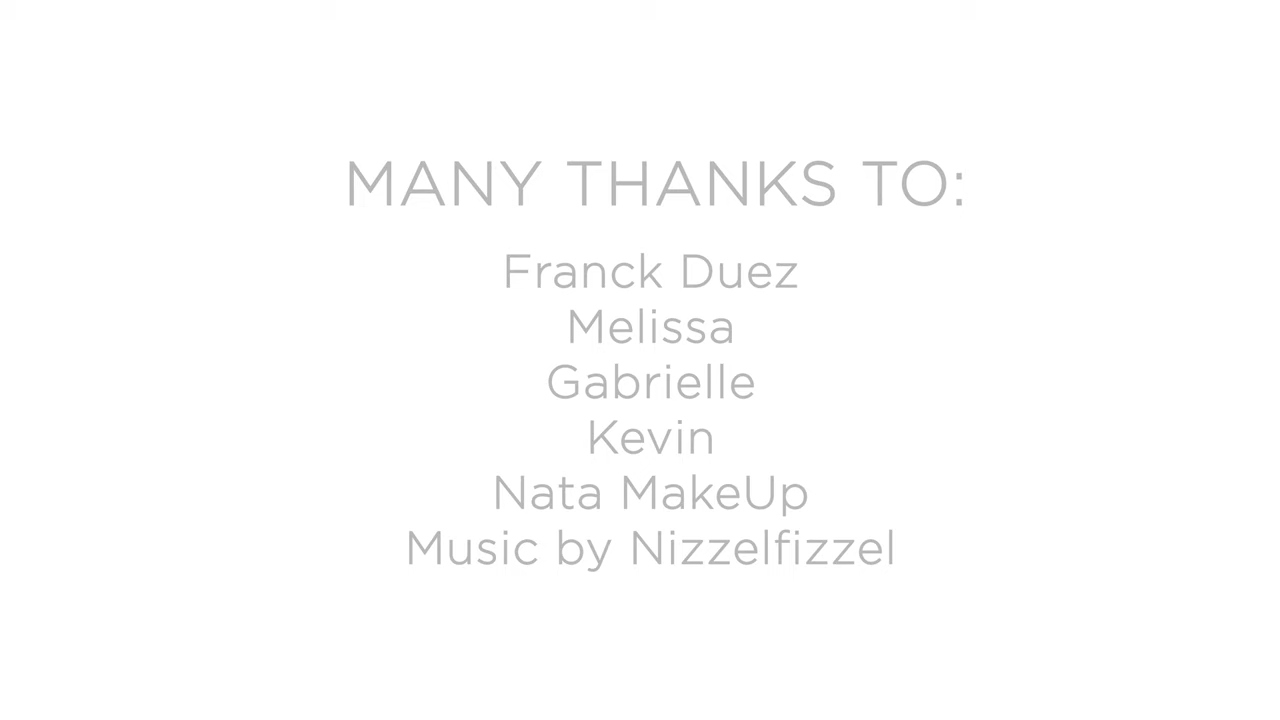 MANY THANKS TO:
Franck Duez
Melissa
Gabrielle
Kevin
Nata MakeUp
Music by Nizzelfizzel